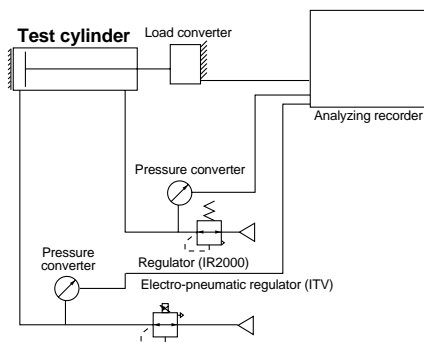 Test cylinder
Load converter
Analyzing recorder
Pressure converter
Regulator (IR2000)
Pressure
converter
Electro-pneumatic regulator (ITV)